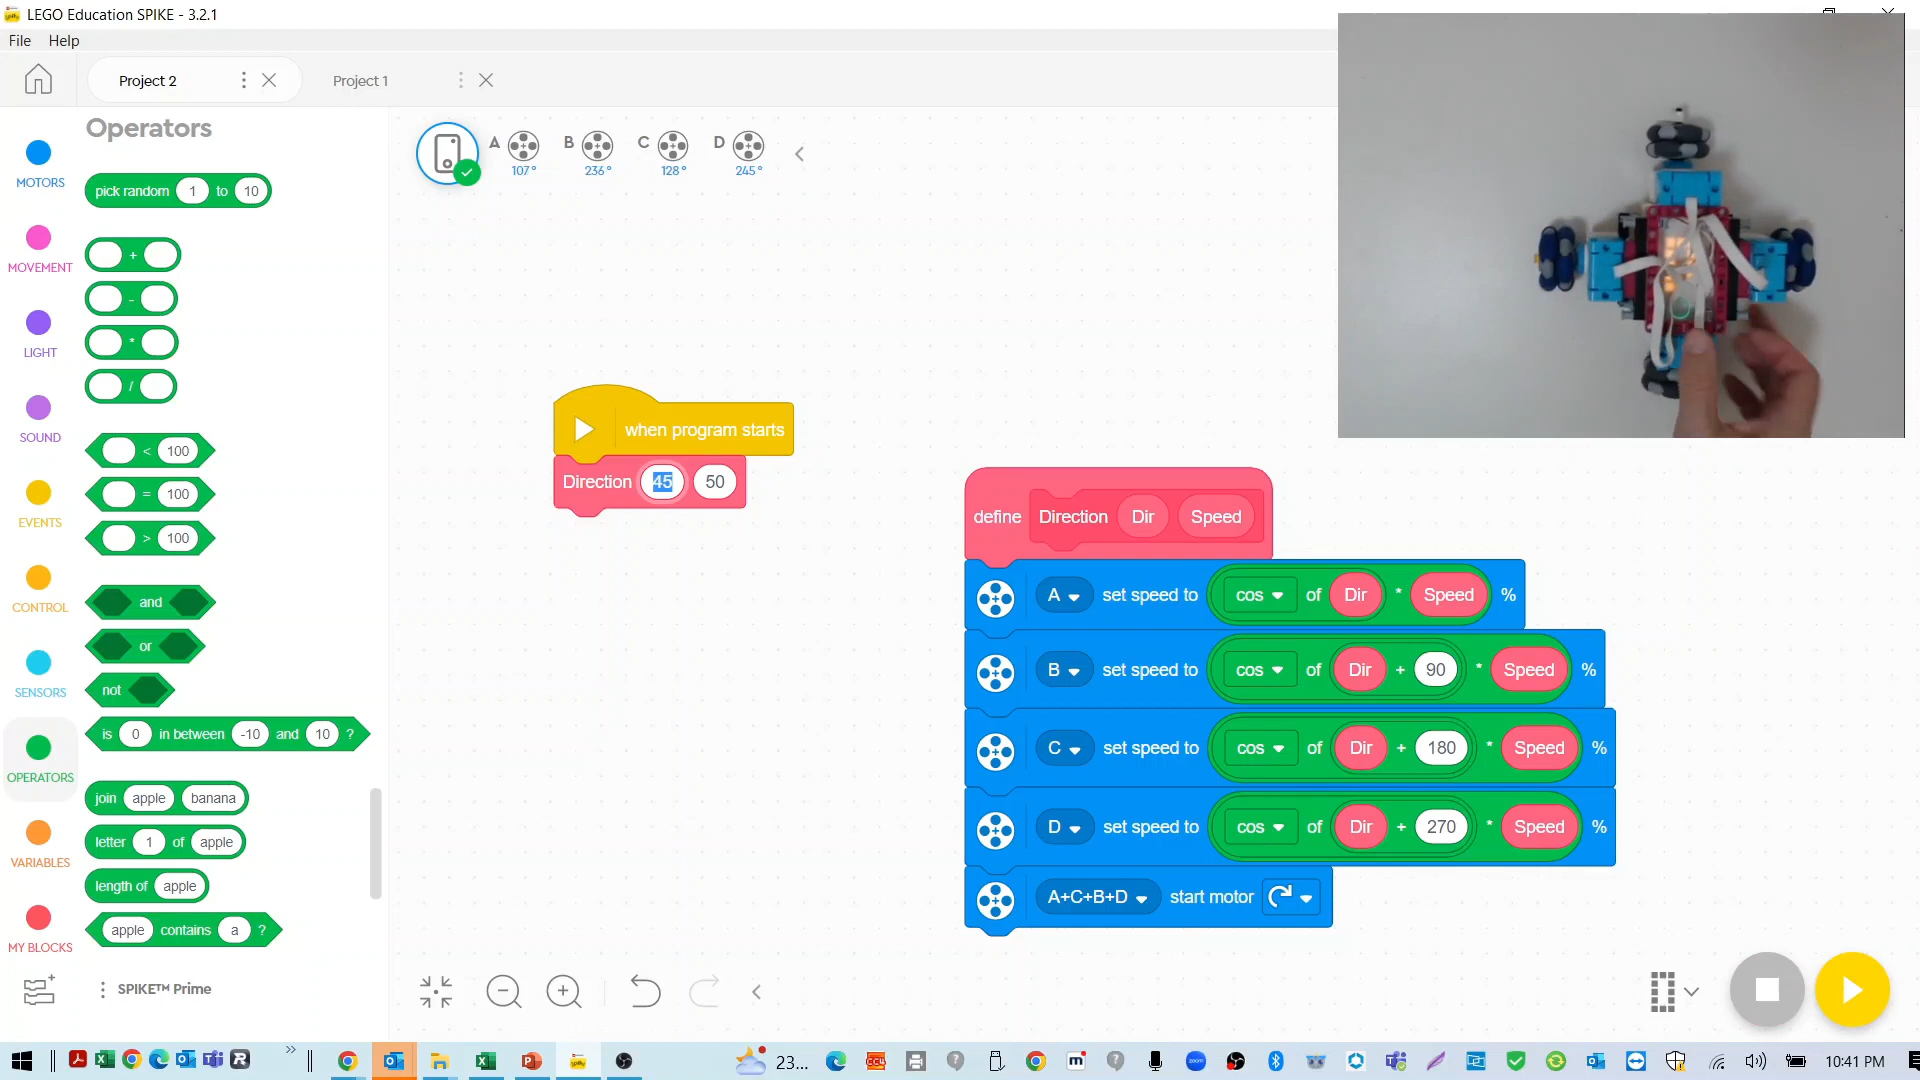 LEGO Education SPIKE - 3.2.1
File Help
Project 2 Project 1
Operators
A B C D
107° 236° 128° 245°
MOTORS
MOVEMENT
LIGHT
SOUND
EVENTS
CONTROL
SENSORS
OPERATORS
VARIABLES
MY BLOCKS
pick random 1 to 10
+
-
*
/
< 100
= 100
> 100
and
or
not
is 0 in between -10 and 10 ?
join apple banana
letter 1 of apple
length of apple
apple contains a ?
SPIKE™ Prime
when program starts
Direction 45 50
define Direction Dir Speed
A set speed to cos of Dir * Speed %
B set speed to cos of Dir + 90 * Speed %
C set speed to cos of Dir + 180 * Speed %
D set speed to cos of Dir + 270 * Speed %
A+C+B+D start motor
23... 10:41 PM